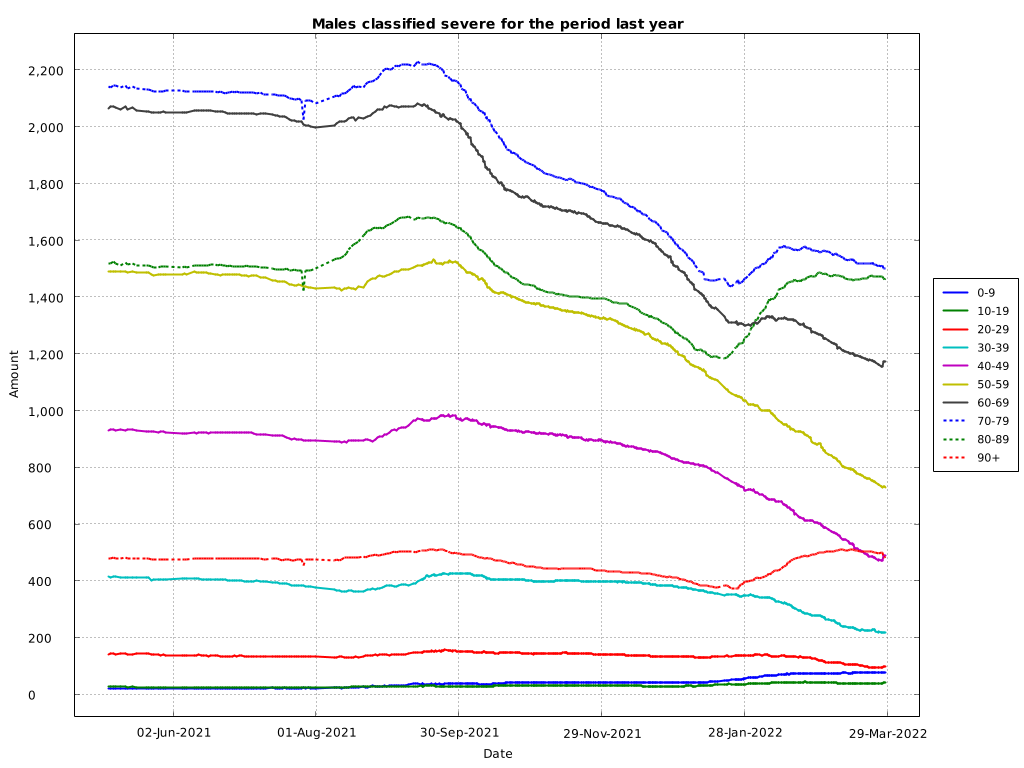 Males classified severe for the period last year
2,200
2,000
1,800
1,600
1,400
1,200
1,000
800
600
400
200
0
Amount
02-Jun-2021
01-Aug-2021
30-Sep-2021
29-Nov-2021
28-Jan-2022
29-Mar-2022
Date
0-9
10-19
20-29
30-39
40-49
50-59
60-69
70-79
80-89
90+